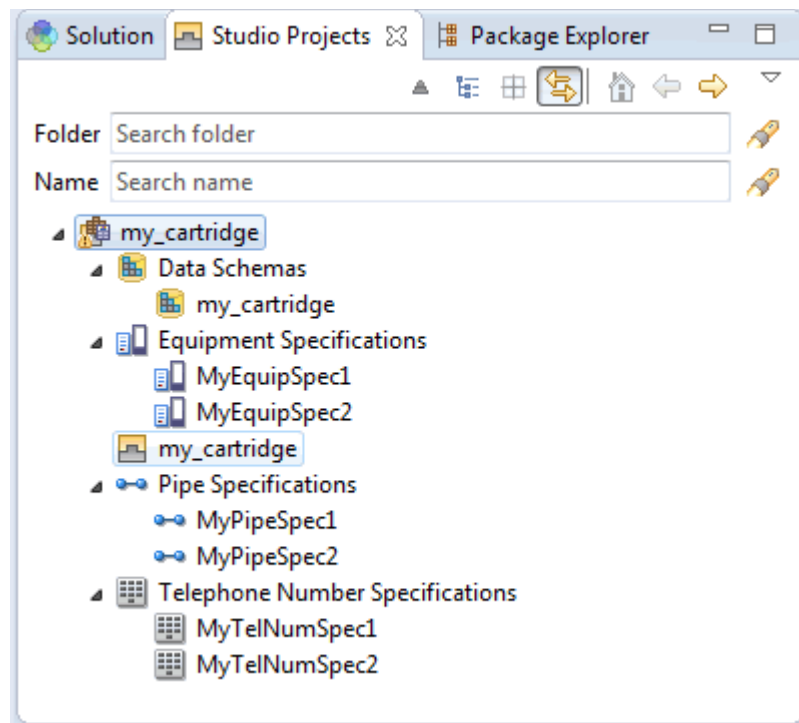 Solution Studio Projects Package Explorer
Folder Search folder
Name Search name
my_cartridge
Data Schemas
my_cartridge
Equipment Specifications
MyEquipSpec1
MyEquipSpec2
my_cartridge
Pipe Specifications
MyPipeSpec1
MyPipeSpec2
Telephone Number Specifications
MyTelNumSpec1
MyTelNumSpec2